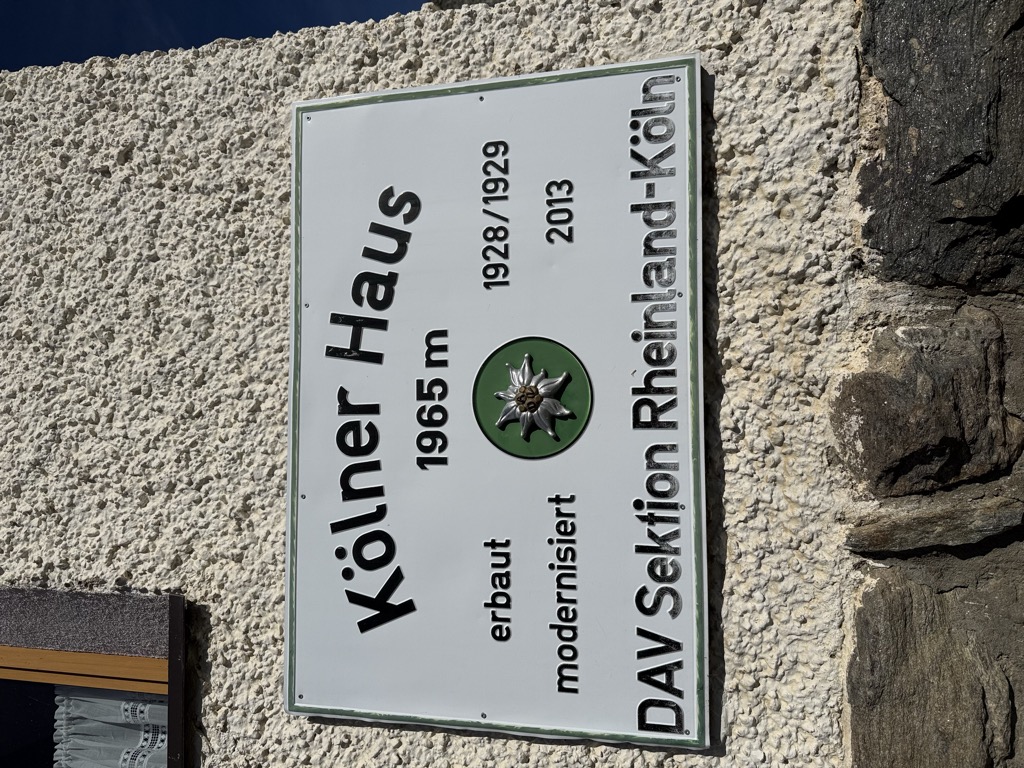 Kölner Haus
1965 m
erbaut 1928/1929
modernisiert 2013
DAV Sektion Rheinland-Köln